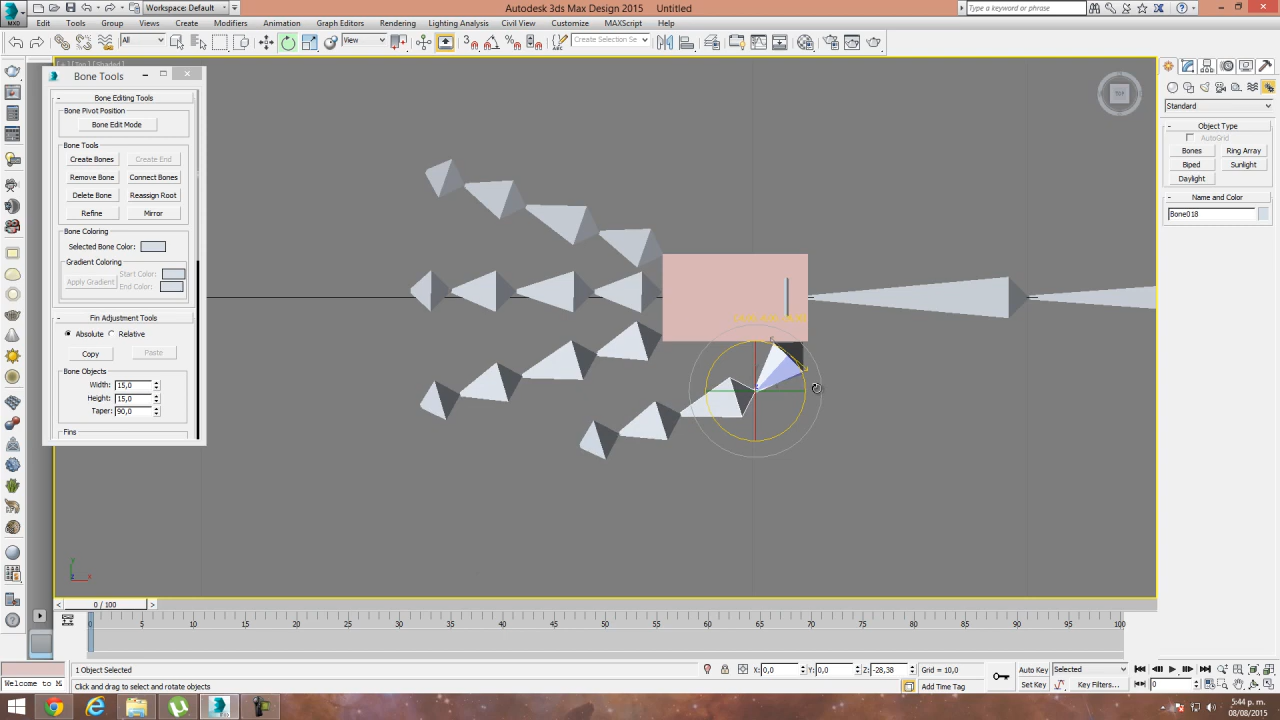 Workspace: Default
Autodesk 3ds Max Design 2015 Untitled
Type a keyword or phrase
Edit Tools Group Views Create Modifiers Animation Graph Editors Rendering Lighting Analysis Civil View Customize MAXScript Help
All
View
Create Selection Se
Bone Tools
Bone Editing Tools
Bone Pivot Position
Bone Edit Mode
Bone Tools
Create Bones Create End
Remove Bone Connect Bones
Delete Bone Reassign Root
Refine Mirror
Bone Coloring
Selected Bone Color:
Gradient Coloring
Apply Gradient Start Color:
End Color:
Fin Adjustment Tools
Absolute Relative
Copy Paste
Bone Objects
Width: 15,0
Height: 15,0
Taper: 90,0
Fins
TOP
Standard
Object Type
AutoGrid
Bones Ring Array
Biped Sunlight
Daylight
Name and Color
Bone018
0 / 100
0 5 10 15 20 25 30 35 40 45 50 55 60 65 70 75 80 85 90 95 100
1 Object Selected X: 0,0 Y: 0,0 Z: -28,38 Grid = 10,0 Auto Key Selected
Welcome to M Click and drag to select and rotate objects Add Time Tag Set Key Key Filters... 0
5:44 p. m.
08/08/2015